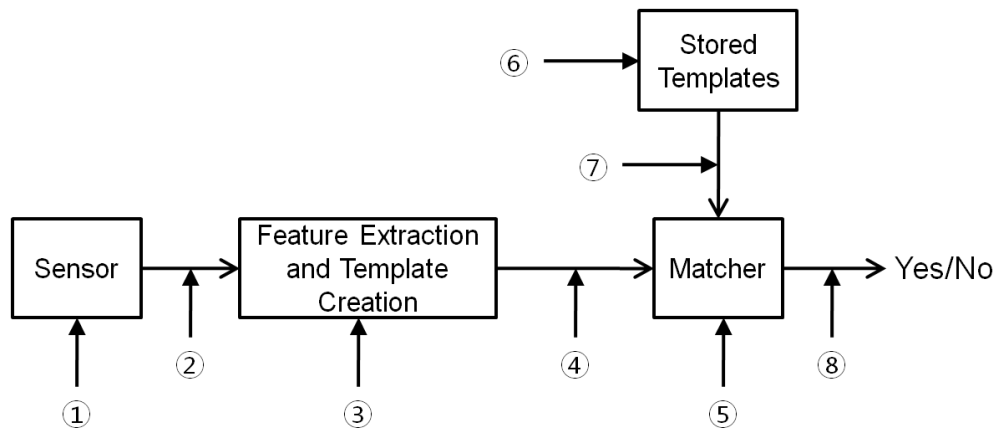 Stored
Templates
⑥
⑦
Sensor
Feature Extraction
and Template
Creation
Matcher
Yes/No
②
④
⑧
①
③
⑤